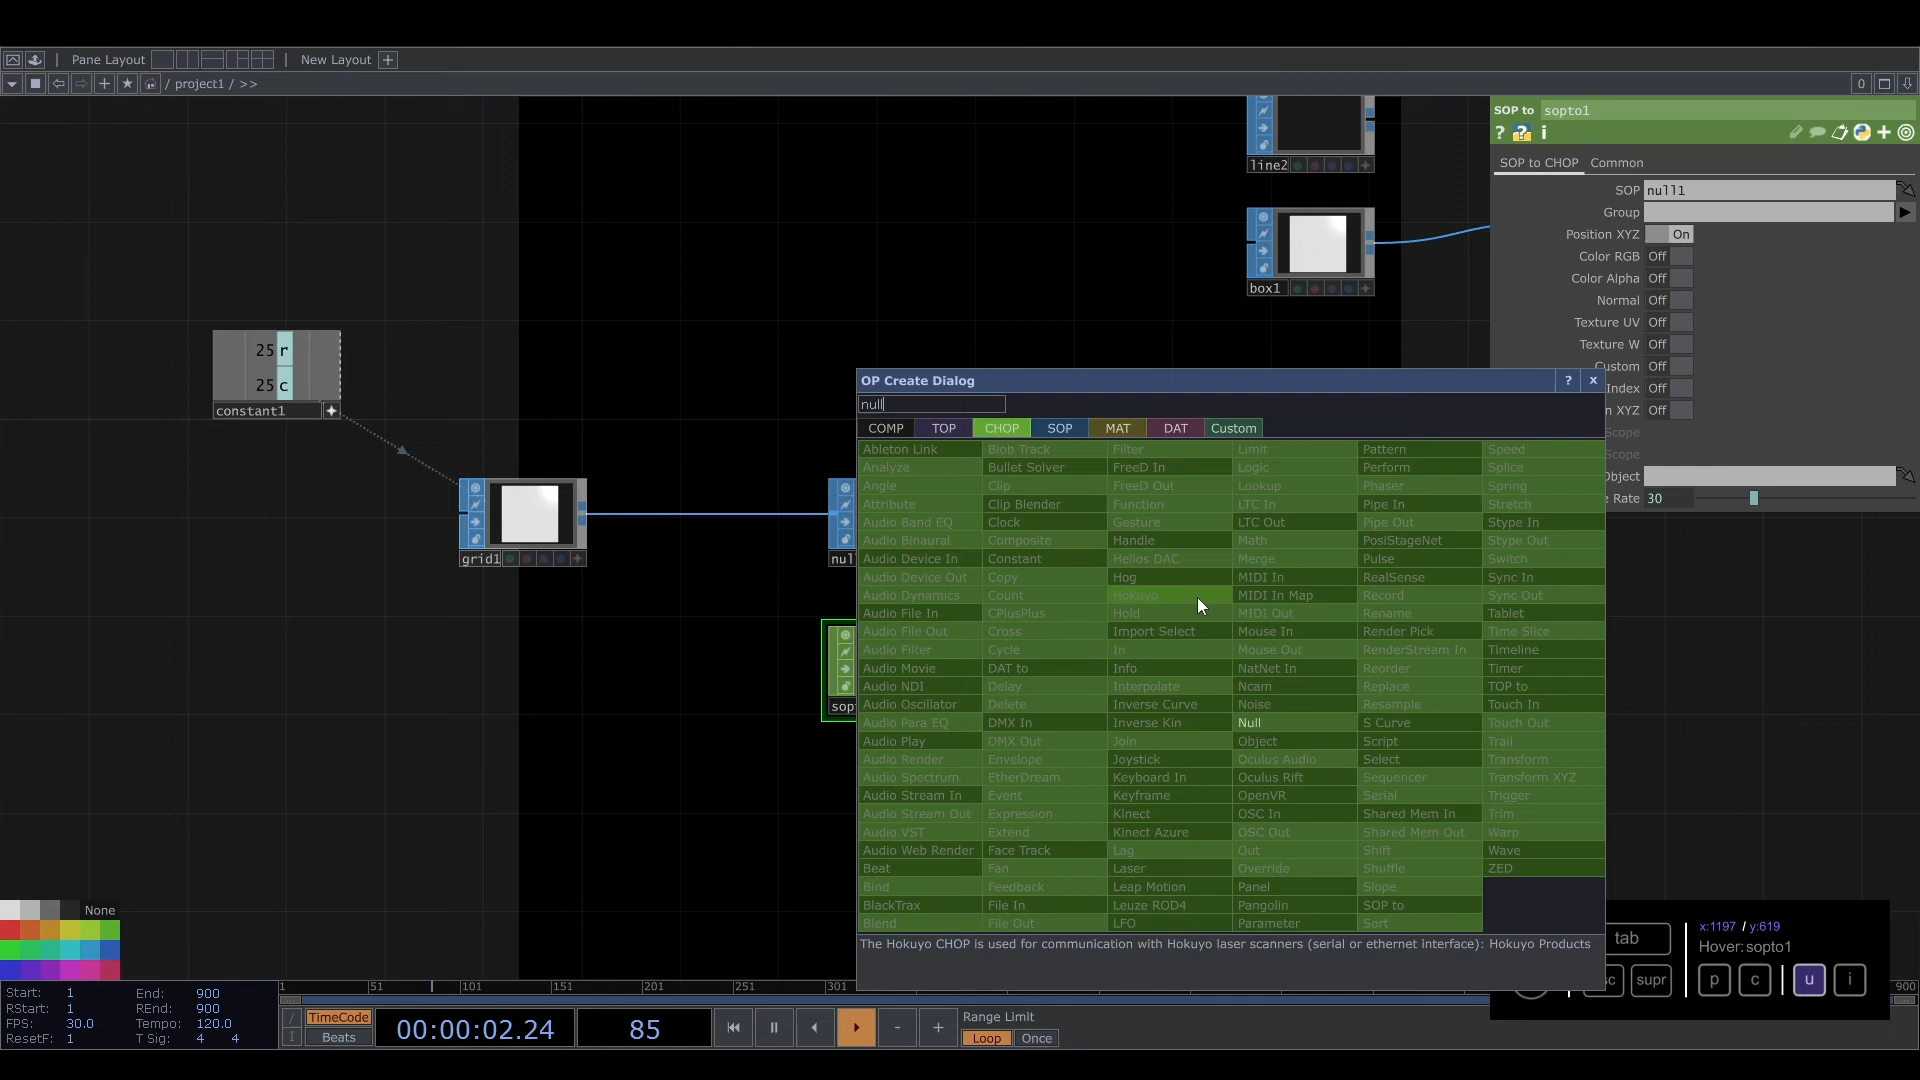 Pane Layout New Layout +
/ project1 / >> 0
SOP to sopto1
? ? i
SOP to CHOP Common
SOP null1
Group
Position XYZ On
Color RGB Off
Color Alpha Off
Normal Off
Texture UV Off
Texture W Off
Custom Off
Index Off
n XYZ Off
Scope
Scope
Object
e Rate 30
line2
box1
25 r
25 c
constant1
grid1
null
sopt
OP Create Dialog ? x
null
COMP TOP CHOP SOP MAT DAT Custom
Ableton Link Blob Track Filter Limit Pattern Speed
Analyze Bullet Solver FreeD In Logic Perform Splice
Angle Clip FreeD Out Lookup Phaser Spring
Attribute Clip Blender Function LTC In Pipe In Stretch
Audio Band EQ Clock Gesture LTC Out Pipe Out Stype In
Audio Binaural Composite Handle Math PosiStageNet Stype Out
Audio Device In Constant Helios DAC Merge Pulse Switch
Audio Device Out Copy Hog MIDI In RealSense Sync In
Audio Dynamics Count Hokuyo MIDI In Map Record Sync Out
Audio File In CPlusPlus Hold MIDI Out Rename Tablet
Audio File Out Cross Import Select Mouse In Render Pick Time Slice
Audio Filter Cycle In Mouse Out RenderStream In Timeline
Audio Movie DAT to Info NatNet In Reorder Timer
Audio NDI Delay Interpolate Ncam Replace TOP to
Audio Oscillator Delete Inverse Curve Noise Resample Touch In
Audio Para EQ DMX In Inverse Kin Null S Curve Touch Out
Audio Play DMX Out Join Object Script Trail
Audio Render Envelope Joystick Oculus Audio Select Transform
Audio Spectrum EtherDream Keyboard In Oculus Rift Sequencer Transform XYZ
Audio Stream In Event Keyframe OpenVR Serial Trigger
Audio Stream Out Expression Kinect OSC In Shared Mem In Trim
Audio VST Extend Kinect Azure OSC Out Shared Mem Out Warp
Audio Web Render Face Track Lag Out Shift Wave
Beat Fan Laser Override Shuffle ZED
Bind Feedback Leap Motion Panel Slope
BlackTrax File In Leuze ROD4 Pangolin SOP to
Blend File Out LFO Parameter Sort
The Hokuyo CHOP is used for communication with Hokuyo laser scanners (serial or ethernet interface): Hokuyo Products
None
tab x:1197 / y:619
Hover: sopto1
sc supr p c u i
1 51 101 151 201 251 301 900
Start: 1 End: 900
RStart: 1 REnd: 900
FPS: 30.0 Tempo: 120.0
ResetF: 1 T Sig: 4 4
/ TimeCode
I Beats
00:00:02.24 85 - +
Range Limit
Loop Once